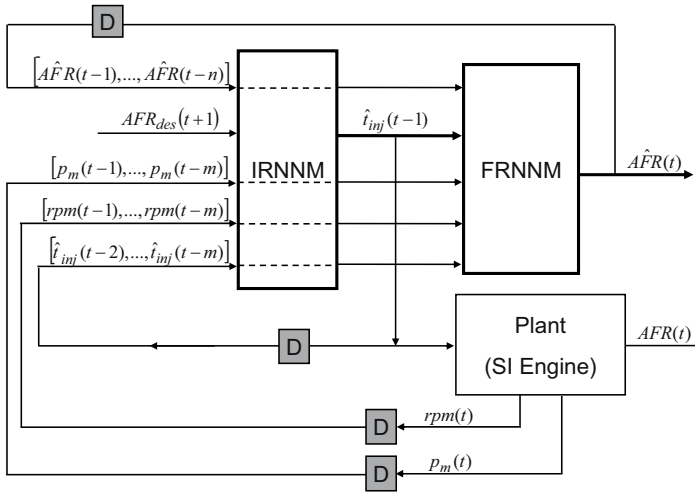 D
[AF̂R(t−1),...,AF̂R(t−n)]
AFR_des(t+1)
t̂_inj(t−1)
IRNNM
FRNNM
AF̂R(t)
[p_m(t−1),...,p_m(t−m)]
[rpm(t−1),...,rpm(t−m)]
[t̂_inj(t−2),...,t̂_inj(t−m)]
D
Plant
(SI Engine)
AFR(t)
D
rpm(t)
D
p_m(t)